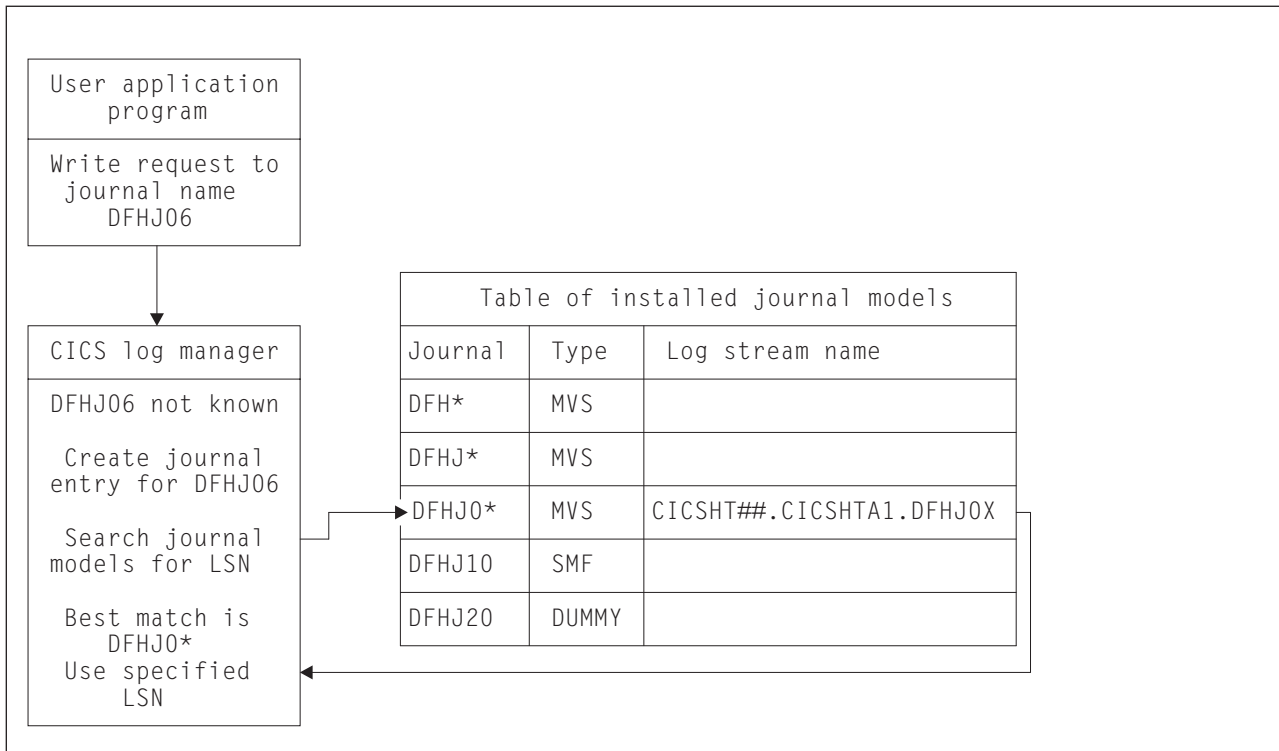 User application
program
Write request to
journal name
DFHJ06
CICS log manager
DFHJ06 not known
Create journal
entry for DFHJ06
Search journal
models for LSN
Best match is
DFHJ0*
Use specified
LSN
Table of installed journal models
Journal Type Log stream name
DFH* MVS
DFHJ* MVS
DFHJ0* MVS CICSHT##.CICSHTA1.DFHJ0X
DFHJ10 SMF
DFHJ20 DUMMY